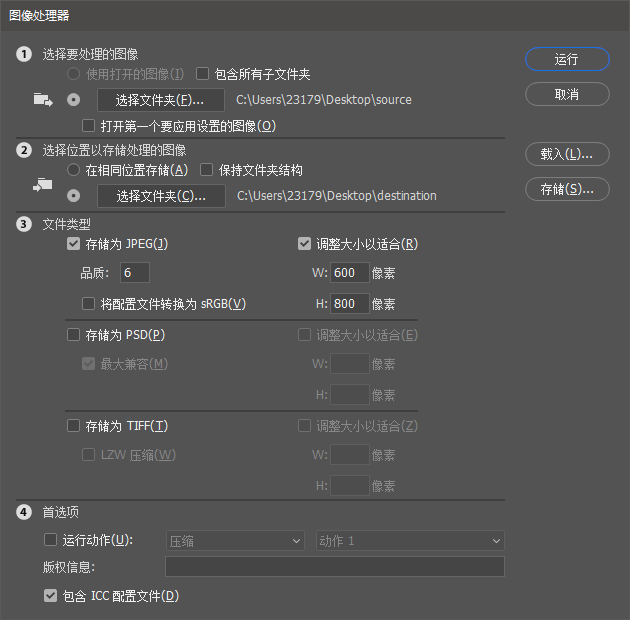 图像处理器
1 选择要处理的图像
使用打开的图像(I) 包含所有子文件夹
选择文件夹(F)... C:\Users\23179\Desktop\source
打开第一个要应用设置的图像(O)
运行
取消
2 选择位置以存储处理的图像
在相同位置存储(A) 保持文件夹结构
选择文件夹(C)... C:\Users\23179\Desktop\destination
载入(L)...
存储(S)...
3 文件类型
存储为 JPEG(J) 调整大小以适合(R)
品质: 6 W: 600 像素
将配置文件转换为 sRGB(V) H: 800 像素
存储为 PSD(P) 调整大小以适合(E)
最大兼容(M) W: 像素
H: 像素
存储为 TIFF(T) 调整大小以适合(Z)
LZW 压缩(W) W: 像素
H: 像素
4 首选项
运行动作(U): 压缩 动作 1
版权信息:
包含 ICC 配置文件(D)